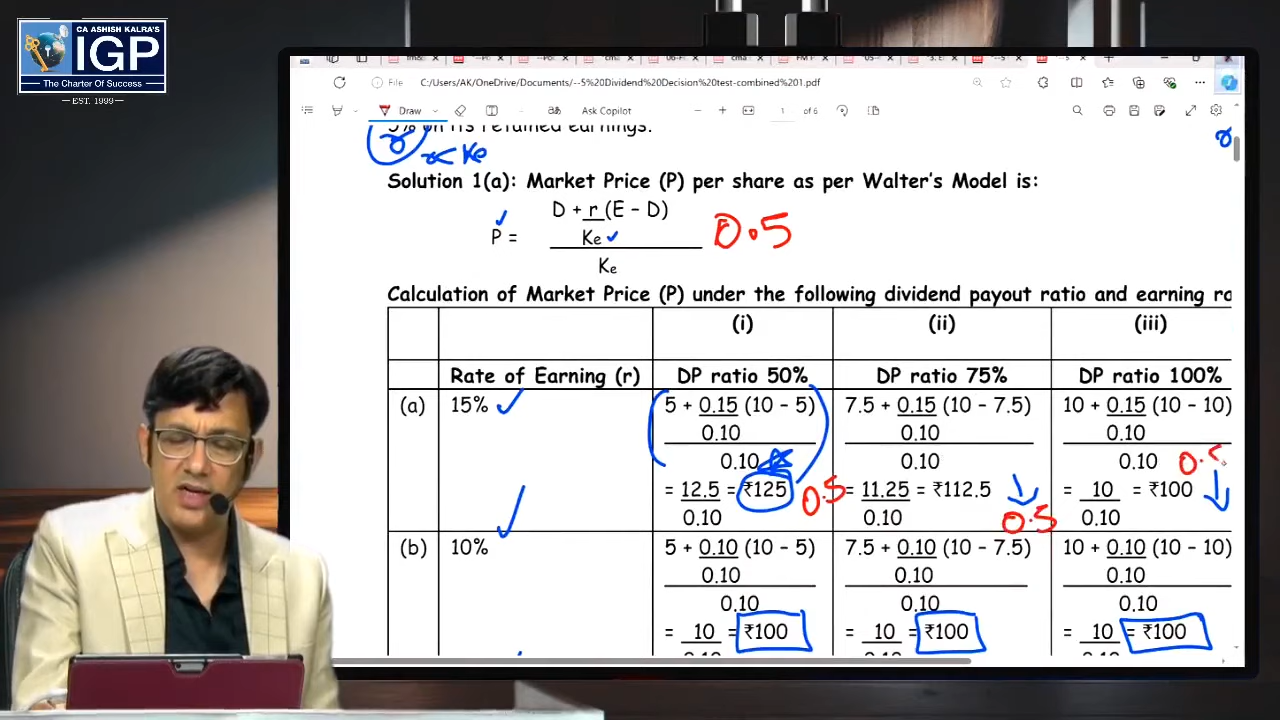 CA ASHISH KALRA'S
IGP
The Charter Of Success
EST. 1999
File C:/Users/AK/OneDrive/Documents/--5%20Dividend%20Decision%20test-combined%201.pdf
Draw Ask Copilot 1 of 6
5% on its retained earnings.
r r< Ke
Solution 1(a): Market Price (P) per share as per Walter's Model is:
D + r (E – D)
P = Ke 0.5
Ke
Calculation of Market Price (P) under the following dividend payout ratio and earning ra
(i) (ii) (iii)
Rate of Earning (r) DP ratio 50% DP ratio 75% DP ratio 100%
(a) 15% 5 + 0.15 (10 – 5) 7.5 + 0.15 (10 – 7.5) 10 + 0.15 (10 – 10)
0.10 0.10 0.10
0.10 0.10 0.10
= 12.5 = ₹125 0.5 = 11.25 = ₹112.5 0.5 = 10 = ₹100
0.10 0.10 0.10
(b) 10% 5 + 0.10 (10 – 5) 7.5 + 0.10 (10 – 7.5) 10 + 0.10 (10 – 10)
0.10 0.10 0.10
0.10 0.10 0.10
= 10 = ₹100 = 10 = ₹100 = 10 = ₹100